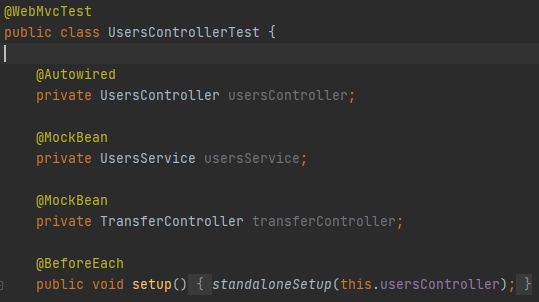 @WebMvcTest
public class UsersControllerTest {
@Autowired
private UsersController usersController;
@MockBean
private UsersService usersService;
@MockBean
private TransferController transferController;
@BeforeEach
public void setup() { standaloneSetup(this.usersController); }